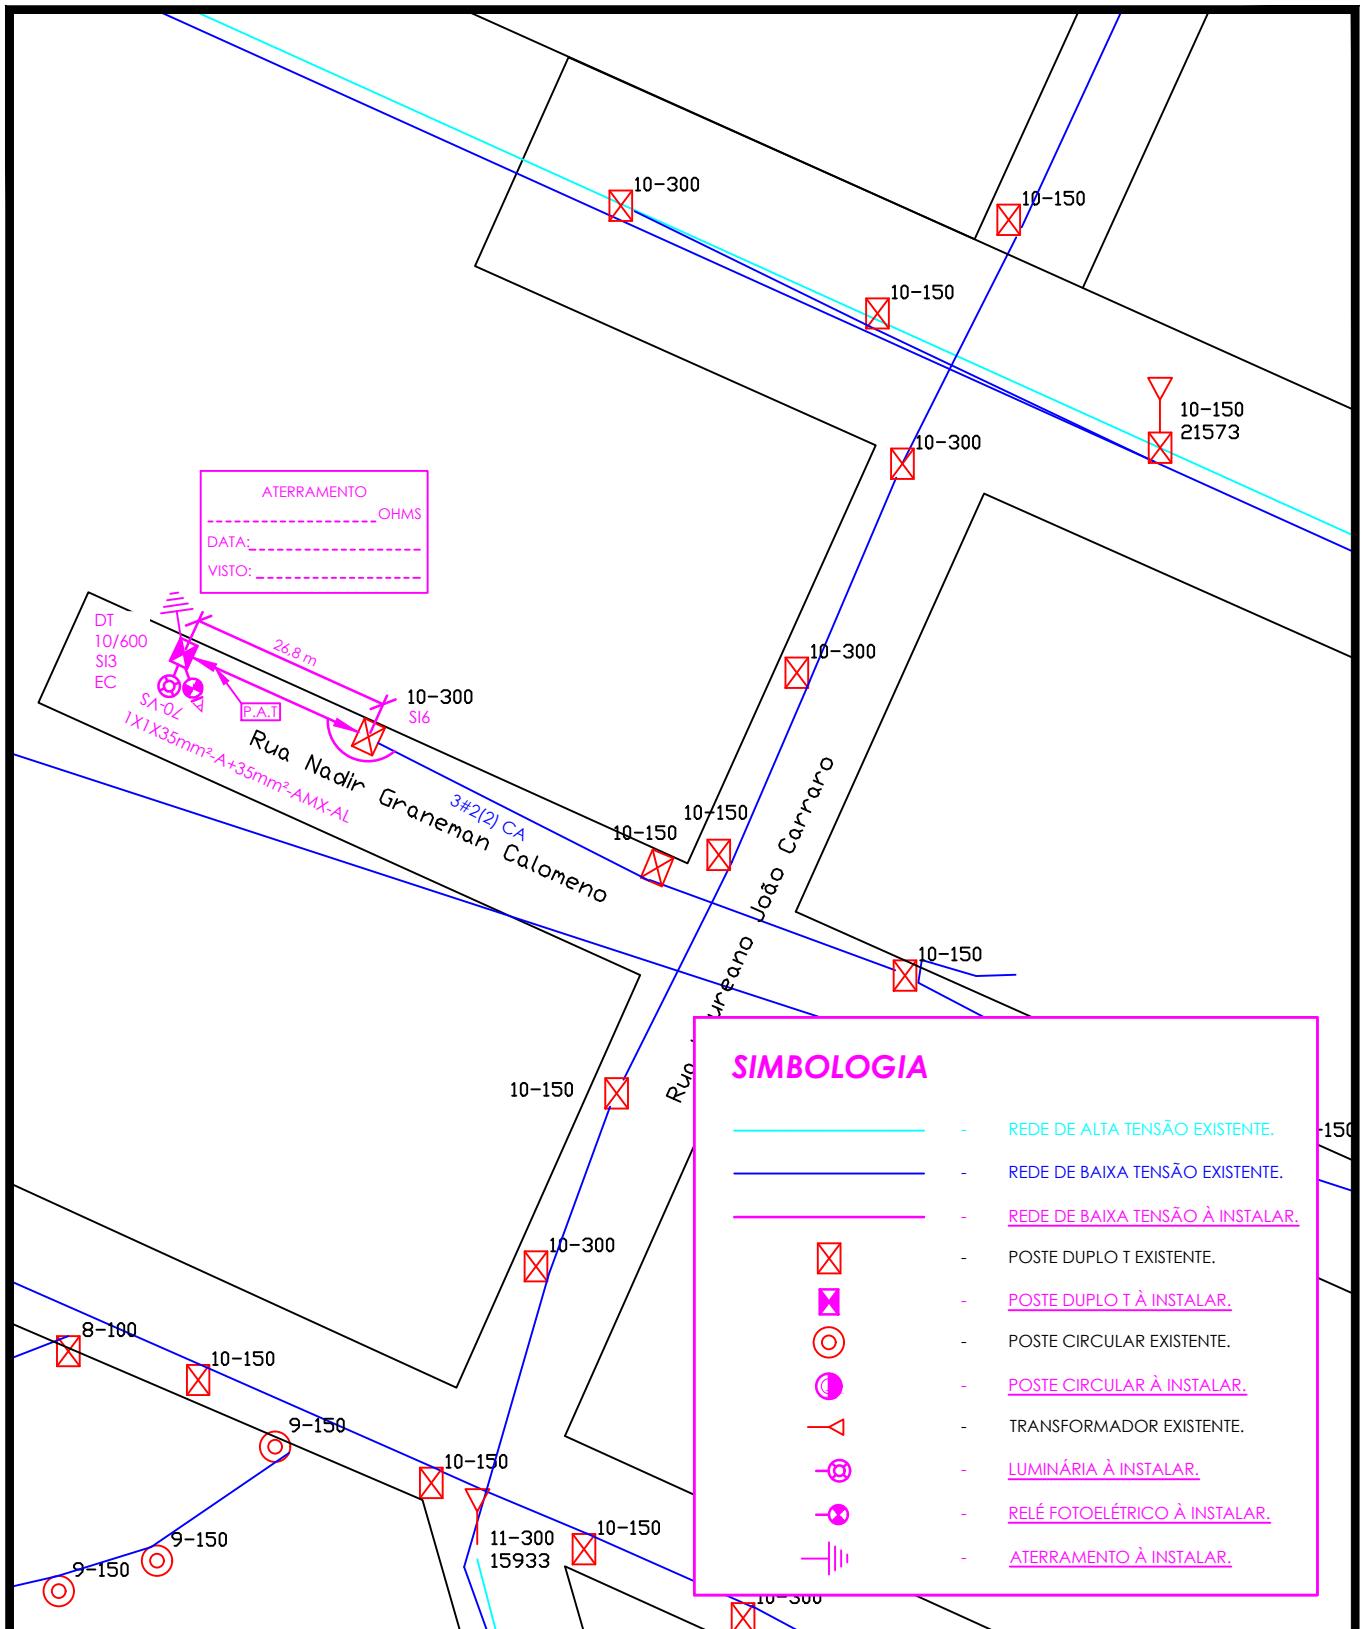 10-300
10-150
10-150
10-150
21573
10-300
ATERRAMENTO
OHMS
DATA:
VISTO:
DT
10/600
SI3
EC
26.8 m
10-300
10-300
SI6
P.A.T
SV-70
1X1X35mm²-A+35mm²-AMX-AL
Rua Nadir Graneman Calomeno
3#2(2) CA
10-150
10-150
João Carraro
10-150
10-150
SIMBOLOGIA
- REDE DE ALTA TENSÃO EXISTENTE.
-150
- REDE DE BAIXA TENSÃO EXISTENTE.
- REDE DE BAIXA TENSÃO À INSTALAR.
- POSTE DUPLO T EXISTENTE.
- POSTE DUPLO T À INSTALAR.
- POSTE CIRCULAR EXISTENTE.
- POSTE CIRCULAR À INSTALAR.
- TRANSFORMADOR EXISTENTE.
- LUMINÁRIA À INSTALAR.
- RELÉ FOTOELÉTRICO À INSTALAR.
- ATERRAMENTO À INSTALAR.
10-300
8-100
10-150
9-150
10-150
11-300
15933
10-150
9-150
9-150
10-300